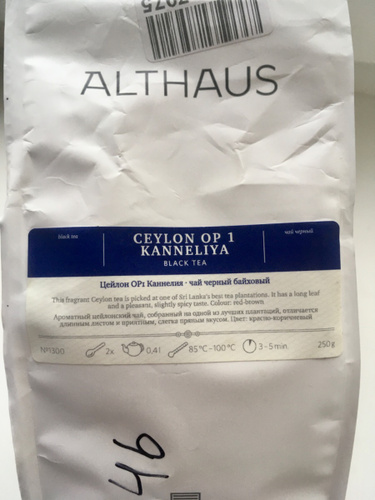 7075
ALTHAUS
black tea
CEYLON OP 1
чай черный
KANNELIYA
BLACK TEA
Цейлон OP1 Каннелия · чай черный байховый
This fragrant Ceylon tea is picked at one of Sri Lanka's best tea plantations. It has a long leaf
and a pleasant, slightly spicy taste. Colour: red-brown.
Ароматный цейлонский чай, собранный на одной из лучших плантаций, отличается
длинным листом и приятным, слегка пряным вкусом. Цвет: красно-коричневый
№1300 2x 0,4l 85°C-100°C 3-5 min. 250g
46